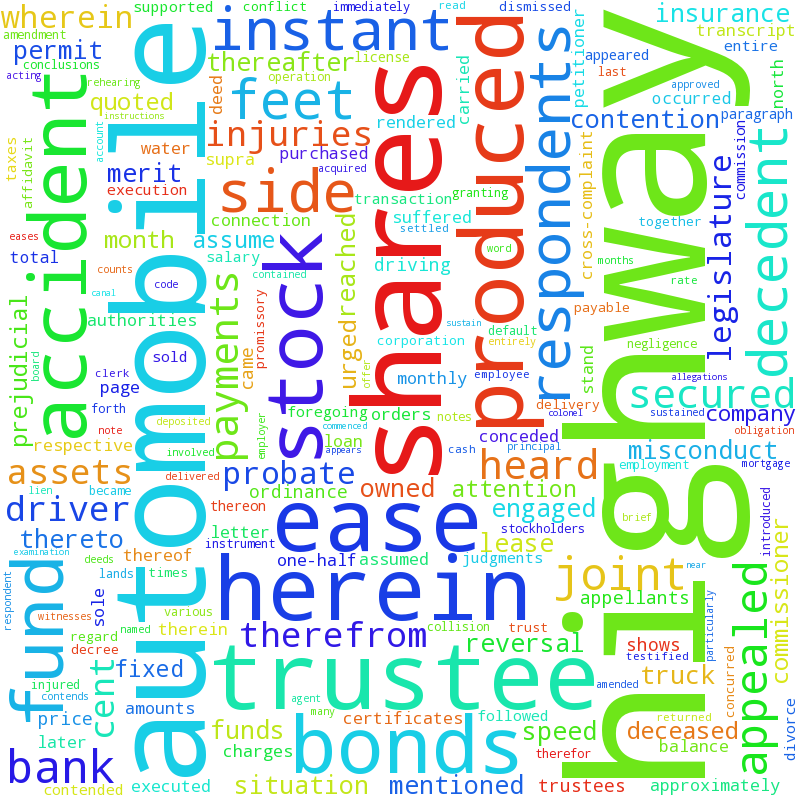 wherein
supported
conflict
immediately
read
dismissed
insurance
amendment
instant
transcript
permit
thereafter
license
appeared
entire
conclusions
acting
rehearing
operation
last
approved
north
quoted
deed
feet
carried
petitioner
occurred
instructions
rendered
contention
paragraph
account
water
injuries
supra
purchased
acquired
commission
taxes
affidavit
merit
execution
side
transaction
granting
cross-complaint
together
decedent
eases
month
connection
assume
suffered
settled
word
months
legislature
total
counts
salary
contained
driving
rate
canal
code
automobile
accident
shares
produced
respondents
highway
stock
payments
promissory
reached
urged
came
offer
corporation
sustain
default
entirely
payable
negligence
authorities
prejudicial
board
clerk
sold
page
monthly
employee
stand
allegations
forth
deposited
employer
foregoing
orders
notes
delivery
colonel
secured
sustained
company
note
commenced
principal
obligation
respective
involved
loan
appears
cash
conceded
misconduct
assets
delivered
probate
heard
employment
mortgage
lien
became
ordinance
owned
attention
driver
thereon
ease
engaged
brief
introduced
thereto
letter
stockholders
examination
thereof
instrument
one-half
assumed
lease
judgments
commissioner
deeds
lands
times
herein
joint
near
fund
respondent
sole
various
appellants
particularly
appealed
witnesses
named
therein
therefrom
collision
trust
reversal
shows
regard
decree
testified
concurred
injured
cent
fixed
trustee
truck
contends
agent
amended
price
amounts
funds
many
certificates
followed
speed
deceased
returned
divorce
later
charges
bonds
therefor
balance
bank
contended
executed
situation
mentioned
trustees
approximately